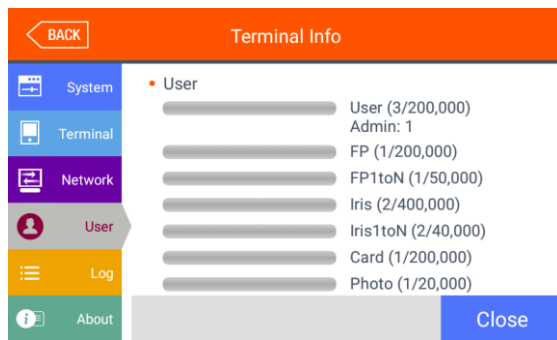 BACK
Terminal Info
System
Terminal
Network
User
Log
About
• User
User (3/200,000)
Admin: 1
FP (1/200,000)
FP1toN (1/50,000)
Iris (2/400,000)
Iris1toN (2/40,000)
Card (1/200,000)
Photo (1/20,000)
Close